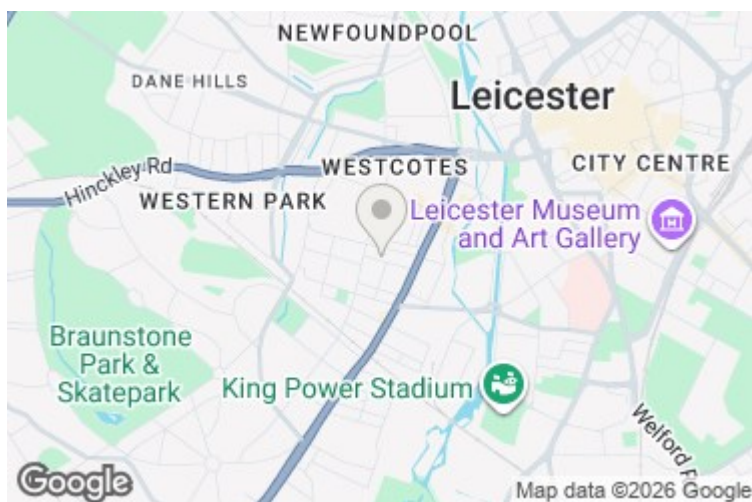 NEWFOUNDPOOL
DANE HILLS
Leicester
Hinckley Rd
WESTCOTES
CITY CENTRE
WESTERN PARK
Leicester Museum
and Art Gallery
Braunstone
Park &
Skatepark
King Power Stadium
Welford
Google
Map data ©2026 Google